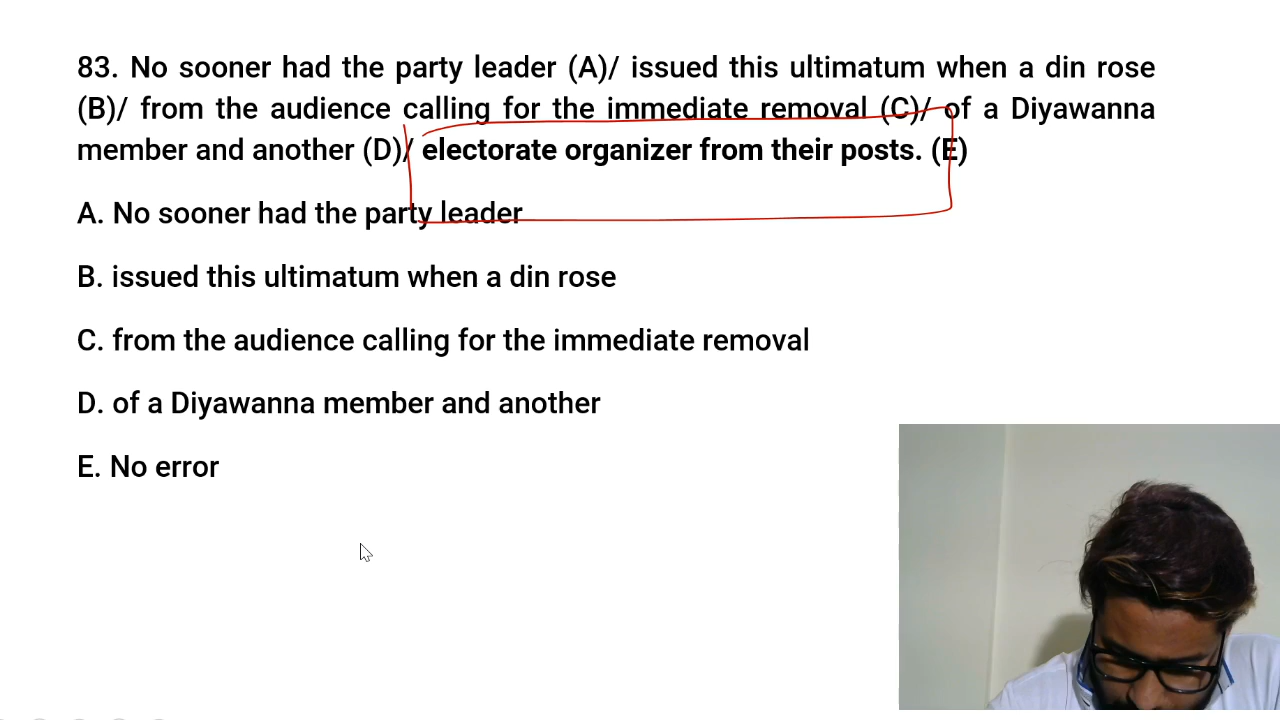 83. No sooner had the party leader (A)/ issued this ultimatum when a din rose
(B)/ from the audience calling for the immediate removal (C)/ of a Diyawanna
member and another (D)/ electorate organizer from their posts. (E)
A. No sooner had the party leader
B. issued this ultimatum when a din rose
C. from the audience calling for the immediate removal
D. of a Diyawanna member and another
E. No error